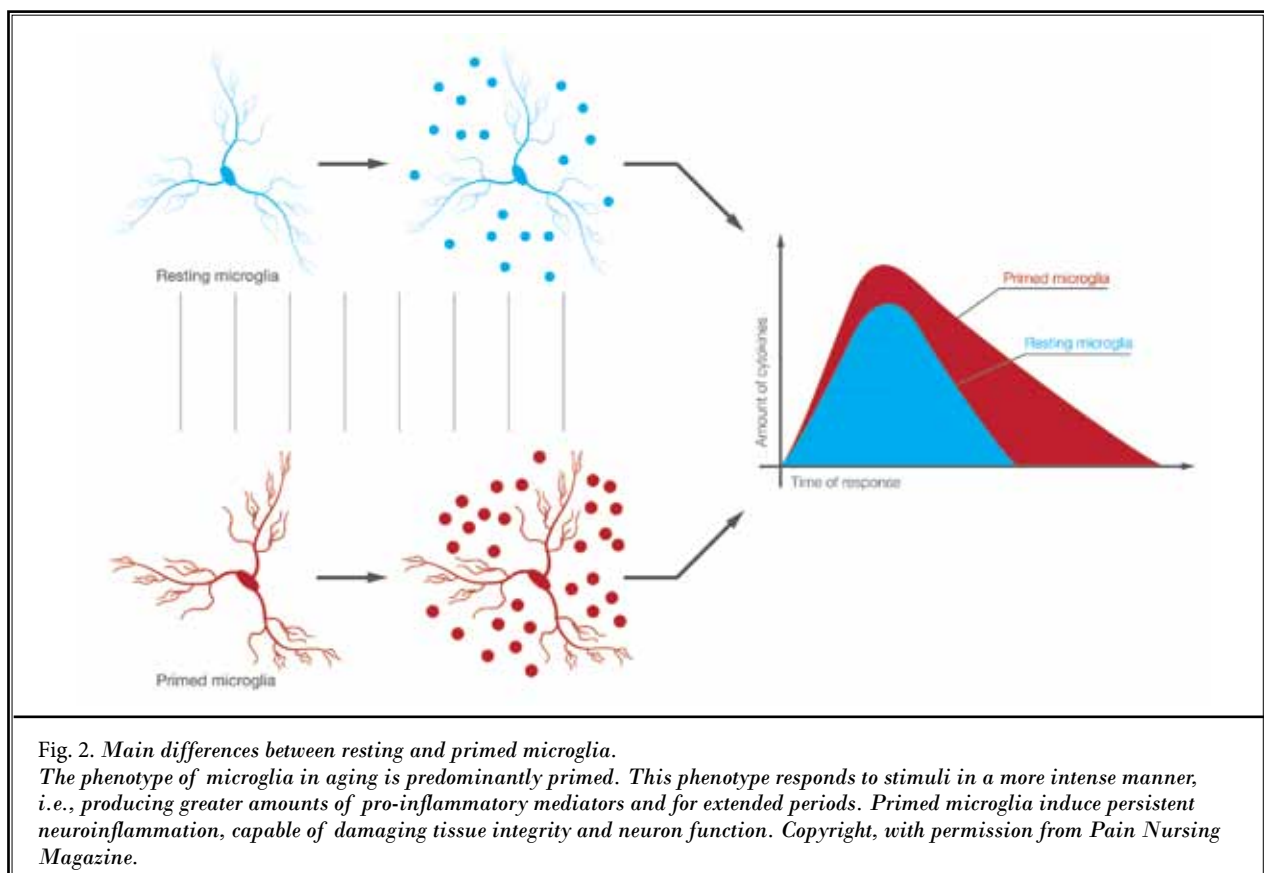 Resting microglia
Primed microglia
Amount of cytokines
Primed microglia
Resting microglia
Time of response
Fig. 2. Main differences between resting and primed microglia.
The phenotype of microglia in aging is predominantly primed. This phenotype responds to stimuli in a more intense manner,
i.e., producing greater amounts of pro-inflammatory mediators and for extended periods. Primed microglia induce persistent
neuroinflammation, capable of damaging tissue integrity and neuron function. Copyright, with permission from Pain Nursing
Magazine.